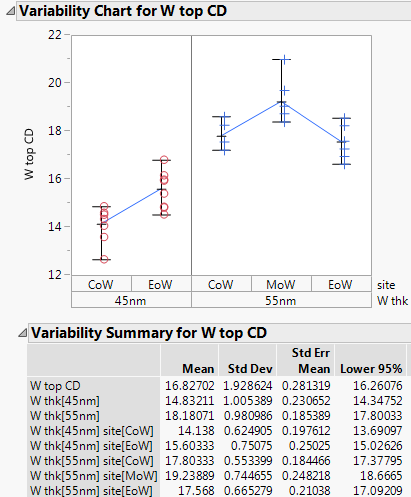 Variability Chart for W top CD
22
20
18
16
14
12
W top CD
CoW EoW CoW MoW EoW site
45nm 55nm W thk
Variability Summary for W top CD
Mean Std Dev Std Err Mean Lower 95%
W top CD 16.82702 1.928624 0.281319 16.26076
W thk[45nm] 14.83211 1.005389 0.230652 14.34752
W thk[55nm] 18.18071 0.980986 0.185389 17.80033
W thk[45nm] site[CoW] 14.138 0.624905 0.197612 13.69097
W thk[45nm] site[EoW] 15.60333 0.75075 0.25025 15.02626
W thk[55nm] site[CoW] 17.80333 0.553399 0.184466 17.37795
W thk[55nm] site[MoW] 19.23889 0.744655 0.248218 18.6665
W thk[55nm] site[EoW] 17.568 0.665279 0.21038 17.09209